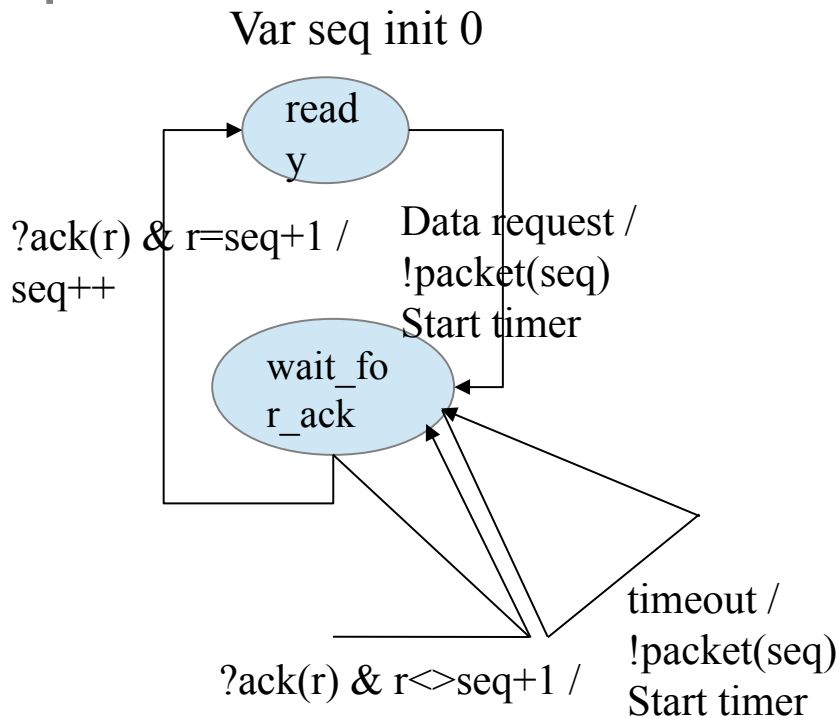 Var seq init 0
read
y
?ack(r) & r=seq+1 /
seq++
Data request /
!packet(seq)
Start timer
wait_fo
r_ack
timeout /
!packet(seq)
Start timer
?ack(r) & r<>seq+1 /